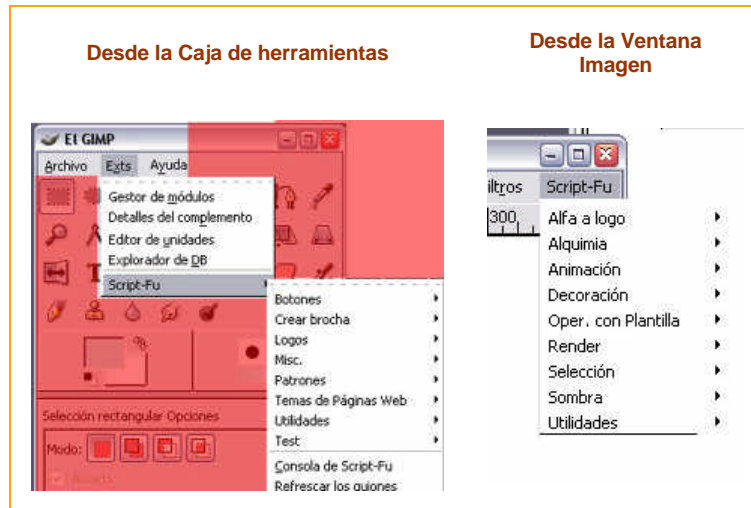 Desde la Caja de herramientas
Desde la Ventana
Imagen
El GIMP
Archivo Exts Ayuda
Gestor de módulos
Detalles del complemento
Editor de unidades
Explorador de DB
Script-Fu
Botones
Crear brocha
Logos
Misc.
Patrones
Temas de Páginas Web
Utilidades
Test
Consola de Script-Fu
Refrescar los guiones
Selección rectangular Opciones
Modo:
Script-Fu
300
Alfa a logo
Alquimia
Animación
Decoración
Oper. con Plantilla
Render
Selección
Sombra
Utilidades